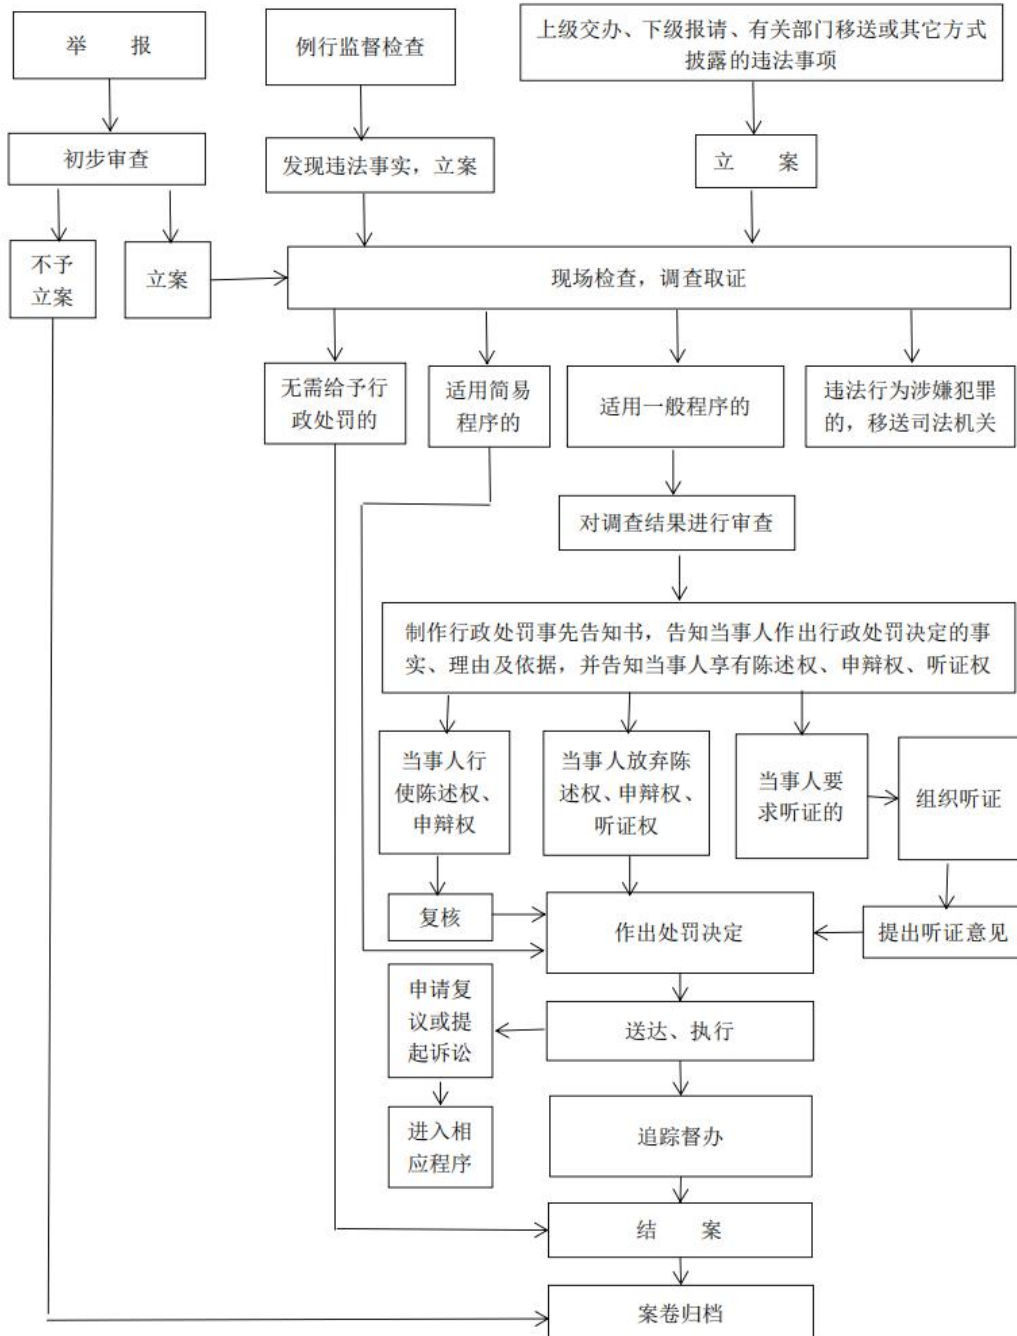 举 报
例行监督检查
上级交办、下级报请、有关部门移送或其它方式
披露的违法事项
初步审查
发现违法事实，立案
立 案
不予
立案
立案
现场检查，调查取证
无需给予行
政处罚的
适用简易
程序的
适用一般程序的
违法行为涉嫌犯罪
的，移送司法机关
对调查结果进行审查
制作行政处罚事先告知书，告知当事人作出行政处罚决定的事
实、理由及依据，并告知当事人享有陈述权、申辩权、听证权
当事人行
使陈述权、
申辩权
当事人放弃陈
述权、申辩权、
听证权
当事人要
求听证的
组织听证
复核
作出处罚决定
提出听证意见
申请复
议或提
起诉讼
送达、执行
进入相
应程序
追踪督办
结 案
案卷归档